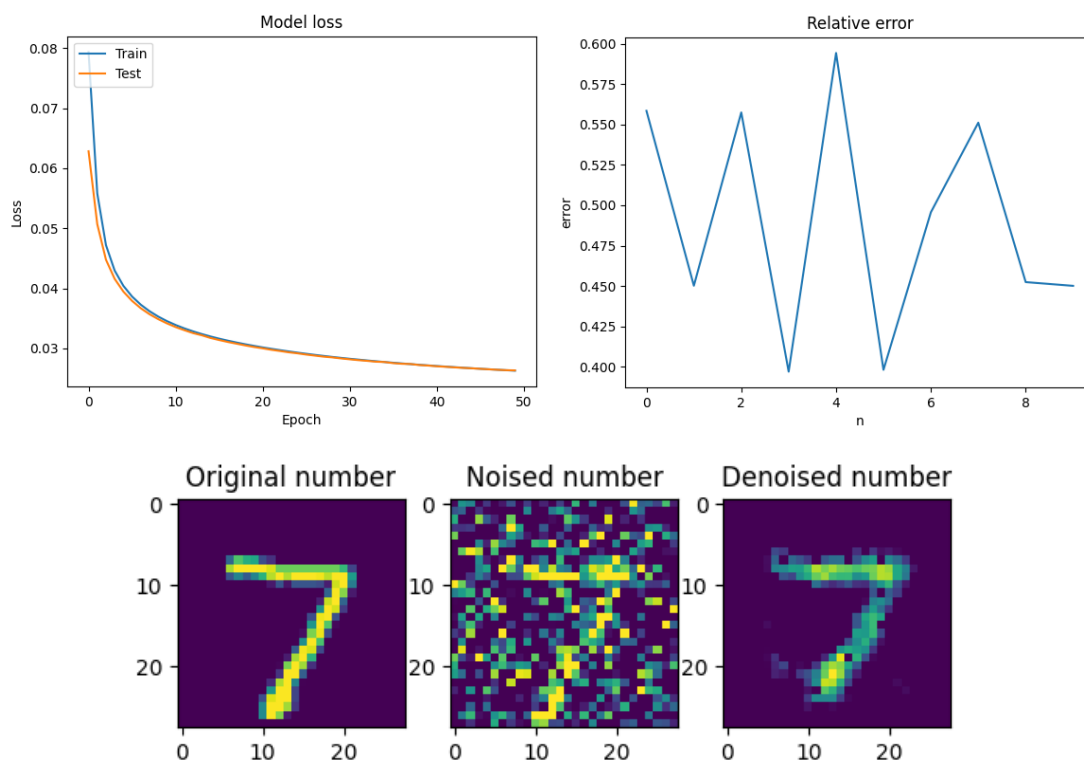 Model loss
0.08
0.07
0.06
0.05
0.04
0.03
Loss
Train
Test
0 10 20 30 40 50
Epoch
Relative error
0.600
0.575
0.550
0.525
0.500
0.475
0.450
0.425
0.400
error
0 2 4 6 8
n
Original number
0
10
20
0 10 20
Noised number
0
10
20
0 10 20
Denoised number
0
10
20
0 10 20